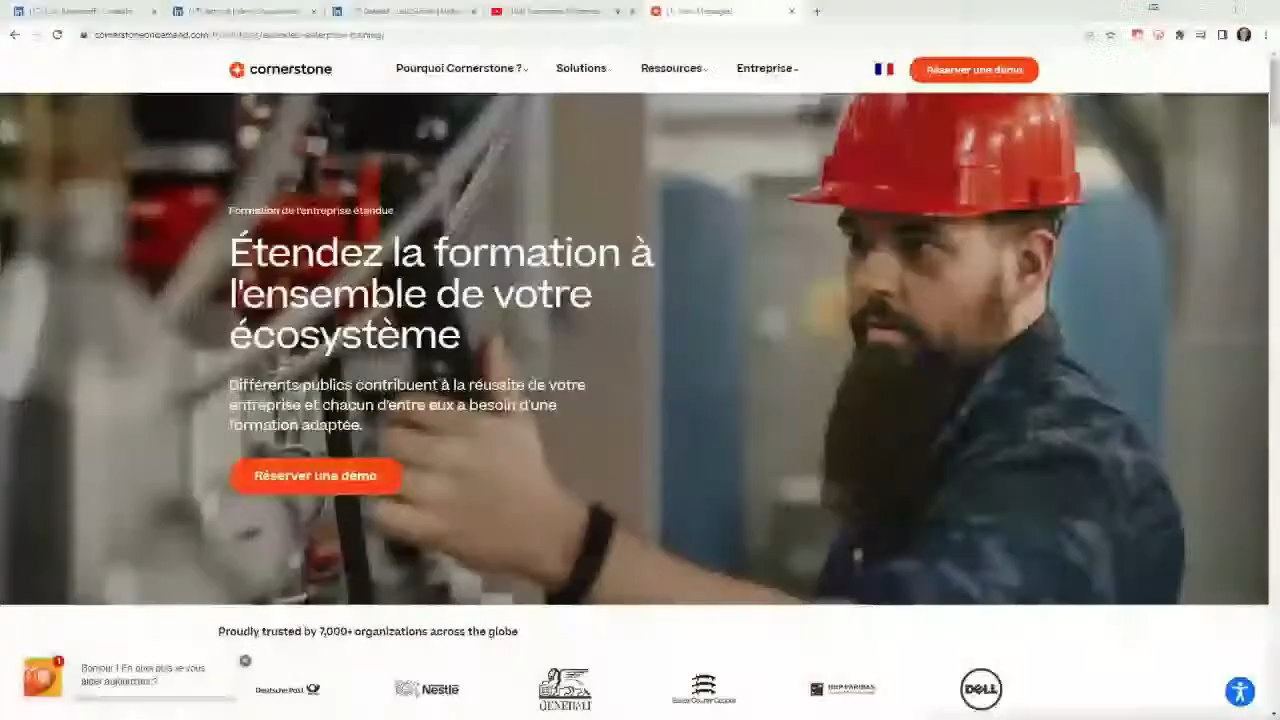 cornerstone
Pourquoi Cornerstone ?
Solutions
Ressources
Entreprise
Réserver une démo
Formation de l'entreprise étendue
Étendez la formation à
l'ensemble de votre
écosystème
Différents publics contribuent à la réussite de votre
entreprise et chacun d'entre eux a besoin d'une
formation adaptée.
Réserver une démo
Proudly trusted by 7,000+ organizations across the globe
1
Bonjour ! En quoi puis-je vous
aider aujourd'hui ?
Deutsche Post
Nestlé
GENERALI
BNP PARIBAS
DELL